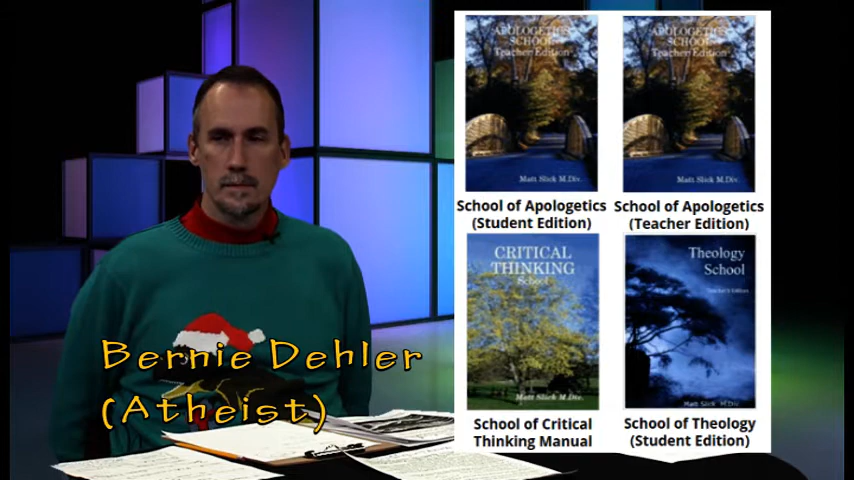 Bernie Dehler
(Atheist)
APOLOGETICS
SCHOOL
Teacher Edition
Matt Slick M.Div.
APOLOGETICS
SCHOOL
Teacher Edition
Matt Slick M.Div.
School of Apologetics
(Student Edition)
School of Apologetics
(Teacher Edition)
CRITICAL
THINKING
School
Matt Slick M.Div.
Theology
School
Matt Slick M.Div.
School of Critical
Thinking Manual
School of Theology
(Student Edition)